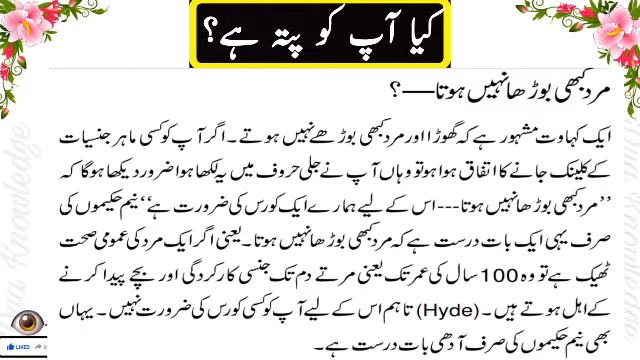 کیا آپ کو پتہ ہے؟
مرد کبھی بوڑھا نہیں ہوتا——؟
ایک کہاوت مشہور ہے کہ گھوڑا اور مرد کبھی بوڑھے نہیں ہوتے۔ اگر آپ کو کسی ماہر جنسیات
کے کلینک جانے کا اتفاق ہوا ہو تو وہاں آپ نے جلی حروف میں یہ لکھا ہوا ضرور دیکھا ہوگا کہ
”مرد کبھی بوڑھا نہیں ہوتا--- اس کے لیے ہمارے ایک کورس کی ضرورت ہے“ نیم حکیموں کی
صرف یہی ایک بات درست ہے کہ مرد کبھی بوڑھا نہیں ہوتا۔ یعنی اگر ایک مرد کی عمومی صحت
ٹھیک ہے تو وہ 100 سال کی عمر تک یعنی مرتے دم تک جنسی کارکردگی اور بچے پیدا کرنے
کے اہل ہوتے ہیں۔ (Hyde) تاہم اس کے لیے آپ کو کسی کورس کی ضرورت نہیں۔ یہاں
بھی نیم حکیموں کی صرف آدھی بات درست ہے۔
LIKED
Knowledge